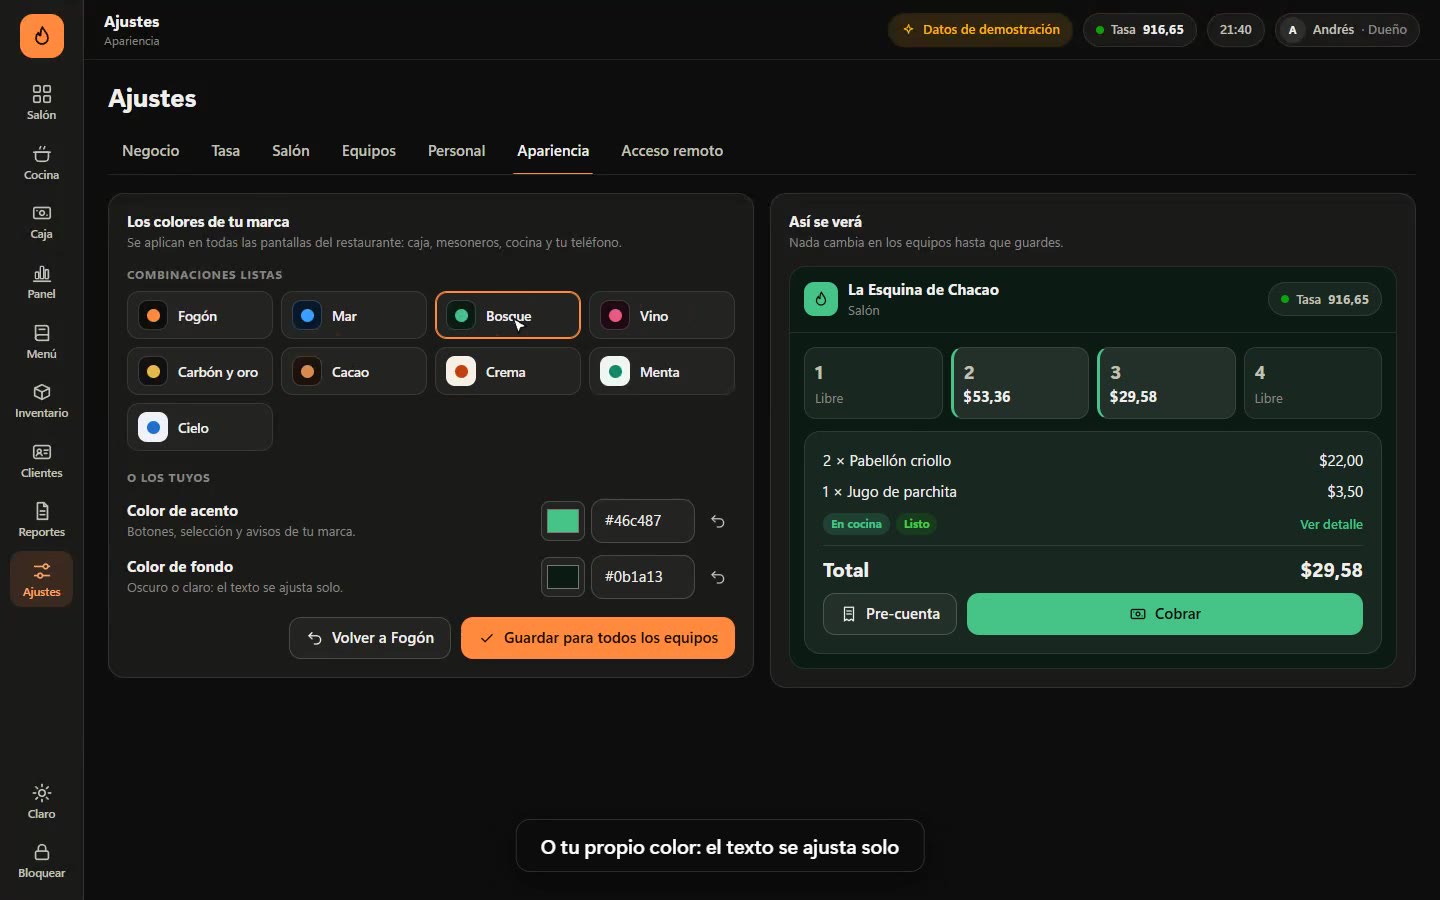 Ajustes
Apariencia
Datos de demostración
Tasa 916,65
21:40
A Andrés · Dueño
Salón
Cocina
Caja
Panel
Menú
Inventario
Clientes
Reportes
Ajustes
Claro
Bloquear
Ajustes
Negocio Tasa Salón Equipos Personal Apariencia Acceso remoto
Los colores de tu marca
Se aplican en todas las pantallas del restaurante: caja, mesoneros, cocina y tu teléfono.
COMBINACIONES LISTAS
Fogón Mar Bosque Vino
Carbón y oro Cacao Crema Menta
Cielo
O LOS TUYOS
Color de acento
Botones, selección y avisos de tu marca.
#46c487
Color de fondo
Oscuro o claro: el texto se ajusta solo.
#0b1a13
Volver a Fogón
Guardar para todos los equipos
Así se verá
Nada cambia en los equipos hasta que guardes.
La Esquina de Chacao
Salón
Tasa 916,65
1
Libre
2
$53,36
3
$29,58
4
Libre
2 × Pabellón criollo $22,00
1 × Jugo de parchita $3,50
En cocina Listo Ver detalle
Total $29,58
Pre-cuenta Cobrar
O tu propio color: el texto se ajusta solo